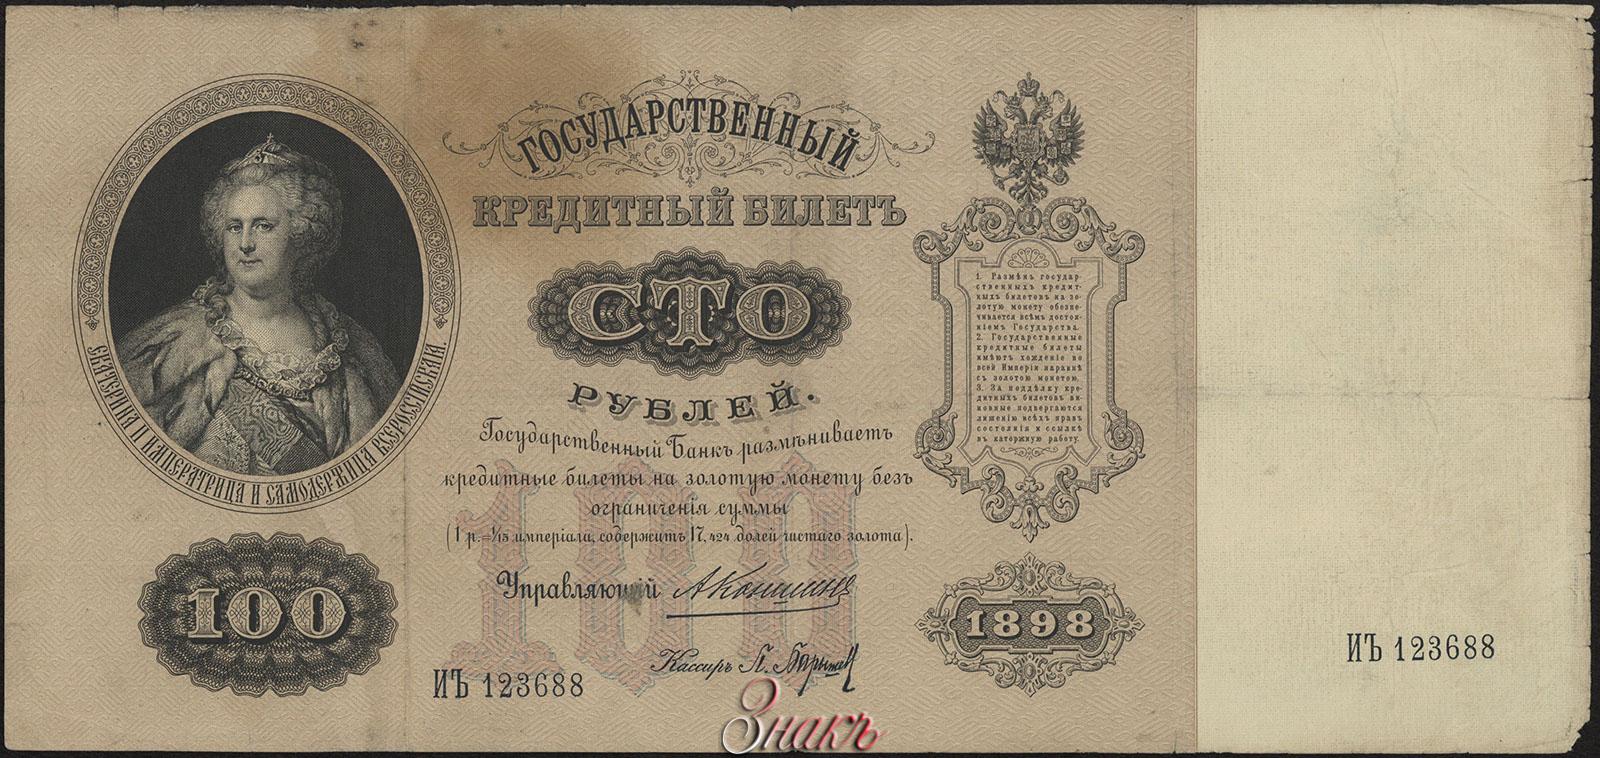 ГОСУДАРСТВЕННЫЙ
КРЕДИТНЫЙ БИЛЕТЪ
СТО
РУБЛЕЙ.
Государственный Банкъ размѣниваетъ
кредитные билеты на золотую монету безъ
ограниченія суммы
(1 р.=1/15 имперіала, содержитъ 17,424 долей чистаго золота).
100
Управляющій АКоншинъ
Кассиръ П. Барышев
ИЪ 123688
ЕКАТЕРИНА II ИМПЕРАТРИЦА И САМОДЕРЖИЦА ВСЕРОССІЙСКАЯ.
100
1. Размѣнъ государ-
ственныхъ кредит-
ныхъ билетовъ на зо-
лотую монету обезпе-
чивается всѣмъ достоя-
ніемъ Государства.
2. Государственные
кредитные билеты
имѣютъ хожденіе во
всей Имперіи наравнѣ
съ золотою монетою.
3. За поддѣлку кре-
дитныхъ билетовъ ви-
новные подвергаются
лишенію всѣхъ правъ
состоянія и ссылкѣ
въ каторжную работу.
1898
ИЪ 123688
Знакъ